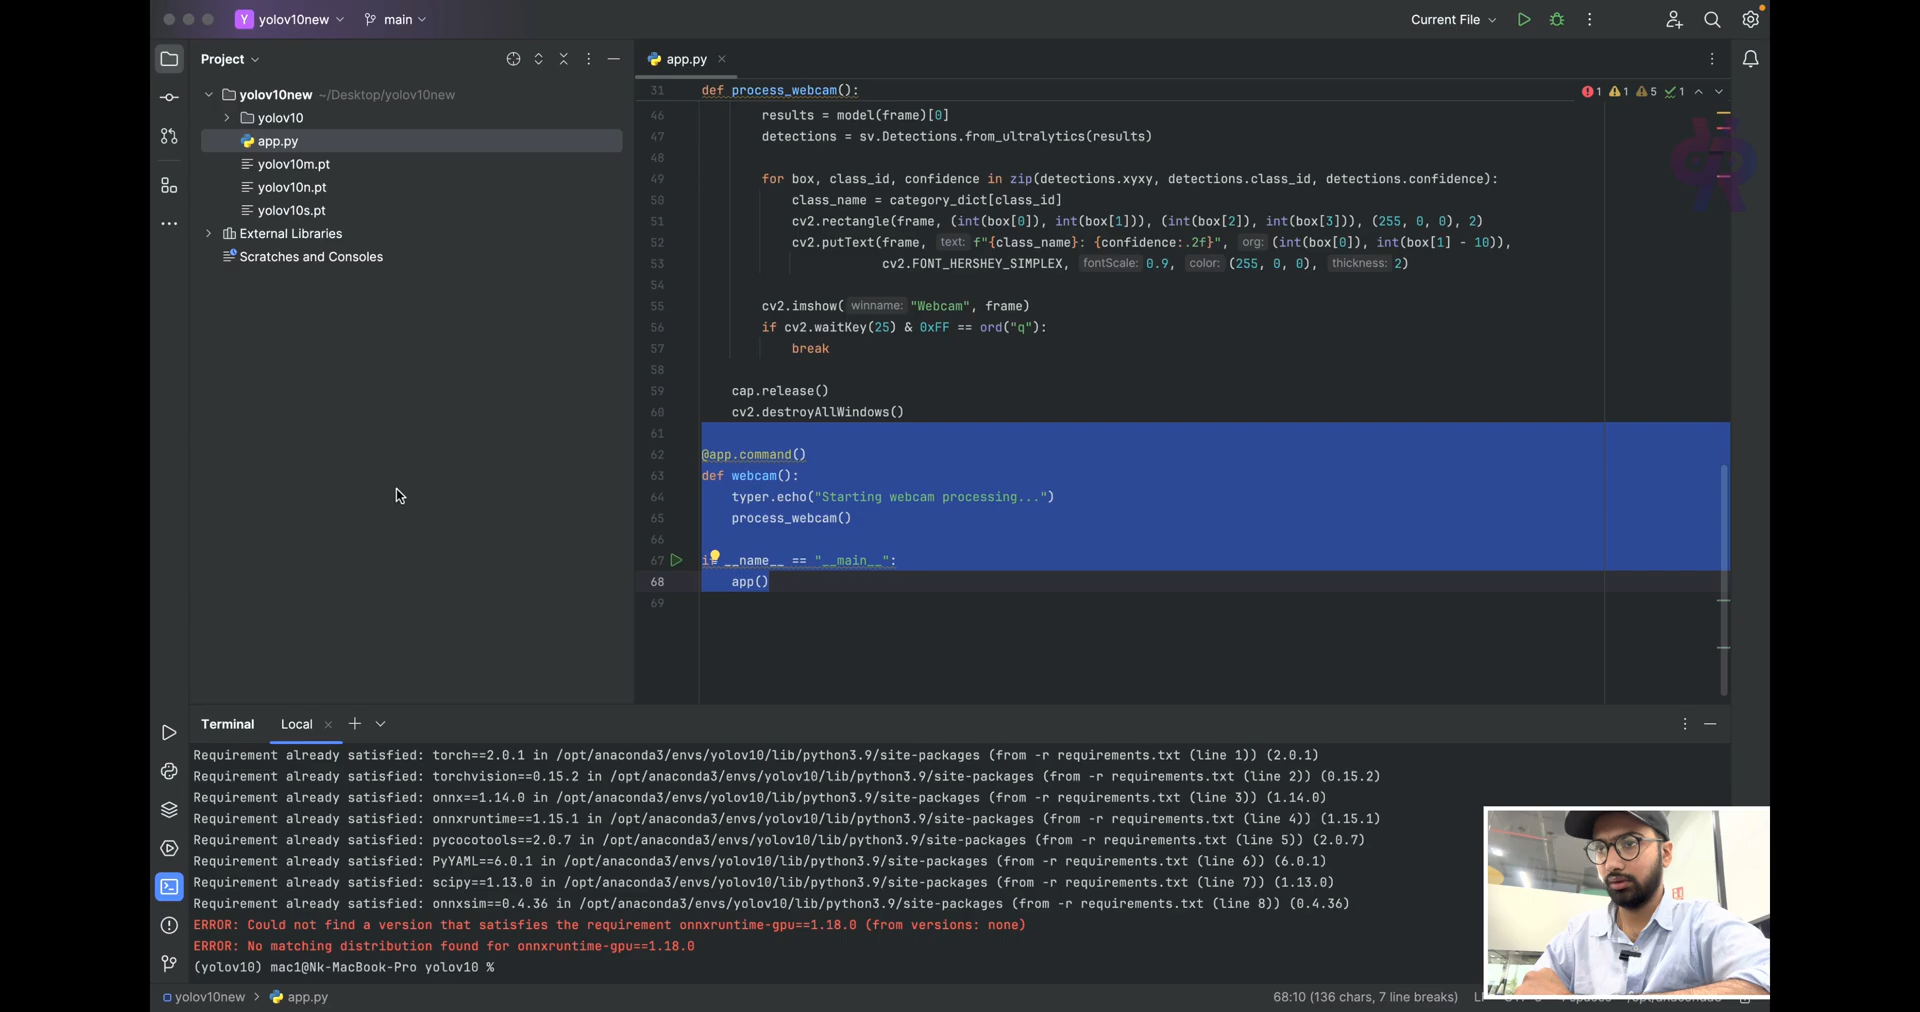 Y yolov10new main Current File
Project
app.py
yolov10new ~/Desktop/yolov10new
yolov10
app.py
yolov10m.pt
yolov10n.pt
yolov10s.pt
External Libraries
Scratches and Consoles
31 def process_webcam(): 1 1 5 1
46 results = model(frame)[0]
47 detections = sv.Detections.from_ultralytics(results)
48
49 for box, class_id, confidence in zip(detections.xyxy, detections.class_id, detections.confidence):
50 class_name = category_dict[class_id]
51 cv2.rectangle(frame, (int(box[0]), int(box[1])), (int(box[2]), int(box[3])), (255, 0, 0), 2)
52 cv2.putText(frame, text: f"{class_name}: {confidence:.2f}", org: (int(box[0]), int(box[1] - 10)),
53 cv2.FONT_HERSHEY_SIMPLEX, fontScale: 0.9, color: (255, 0, 0), thickness: 2)
54
55 cv2.imshow( winname: "Webcam", frame)
56 if cv2.waitKey(25) & 0xFF == ord("q"):
57 break
58
59 cap.release()
60 cv2.destroyAllWindows()
61
62 @app.command()
63 def webcam():
64 typer.echo("Starting webcam processing...")
65 process_webcam()
66
67 if __name__ == "__main__":
68 app()
69
Terminal Local
Requirement already satisfied: torch==2.0.1 in /opt/anaconda3/envs/yolov10/lib/python3.9/site-packages (from -r requirements.txt (line 1)) (2.0.1)
Requirement already satisfied: torchvision==0.15.2 in /opt/anaconda3/envs/yolov10/lib/python3.9/site-packages (from -r requirements.txt (line 2)) (0.15.2)
Requirement already satisfied: onnx==1.14.0 in /opt/anaconda3/envs/yolov10/lib/python3.9/site-packages (from -r requirements.txt (line 3)) (1.14.0)
Requirement already satisfied: onnxruntime==1.15.1 in /opt/anaconda3/envs/yolov10/lib/python3.9/site-packages (from -r requirements.txt (line 4)) (1.15.1)
Requirement already satisfied: pycocotools==2.0.7 in /opt/anaconda3/envs/yolov10/lib/python3.9/site-packages (from -r requirements.txt (line 5)) (2.0.7)
Requirement already satisfied: PyYAML==6.0.1 in /opt/anaconda3/envs/yolov10/lib/python3.9/site-packages (from -r requirements.txt (line 6)) (6.0.1)
Requirement already satisfied: scipy==1.13.0 in /opt/anaconda3/envs/yolov10/lib/python3.9/site-packages (from -r requirements.txt (line 7)) (1.13.0)
Requirement already satisfied: onnxsim==0.4.36 in /opt/anaconda3/envs/yolov10/lib/python3.9/site-packages (from -r requirements.txt (line 8)) (0.4.36)
ERROR: Could not find a version that satisfies the requirement onnxruntime-gpu==1.18.0 (from versions: none)
ERROR: No matching distribution found for onnxruntime-gpu==1.18.0
(yolov10) mac1@Nk-MacBook-Pro yolov10 %
yolov10new > app.py 68:10 (136 chars, 7 line breaks)